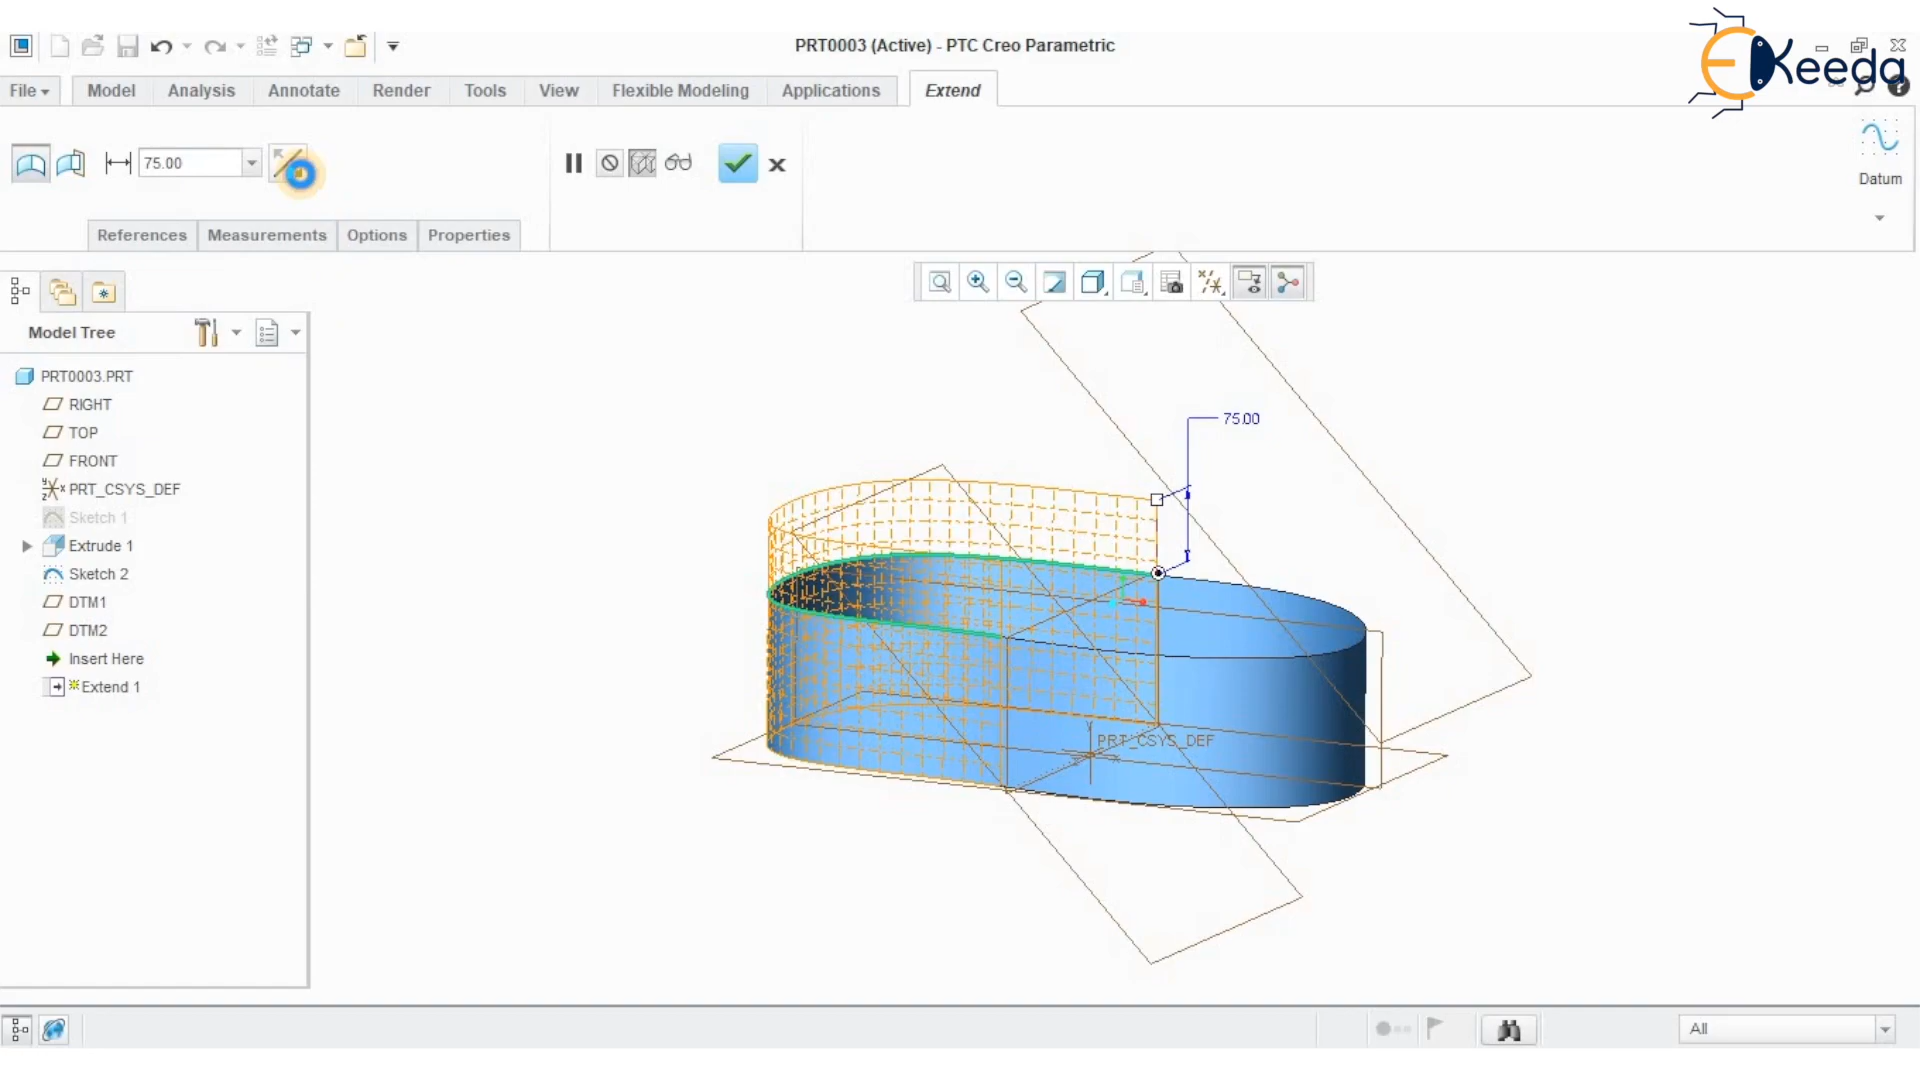 PRT0003 (Active) - PTC Creo Parametric
EKeeda
File Model Analysis Annotate Render Tools View Flexible Modeling Applications Extend
75.00
Datum
References Measurements Options Properties
Model Tree
PRT0003.PRT
RIGHT
TOP
FRONT
PRT_CSYS_DEF
Sketch 1
Extrude 1
Sketch 2
DTM1
DTM2
Insert Here
Extend 1
75.00
PRT_CSYS_DEF
All